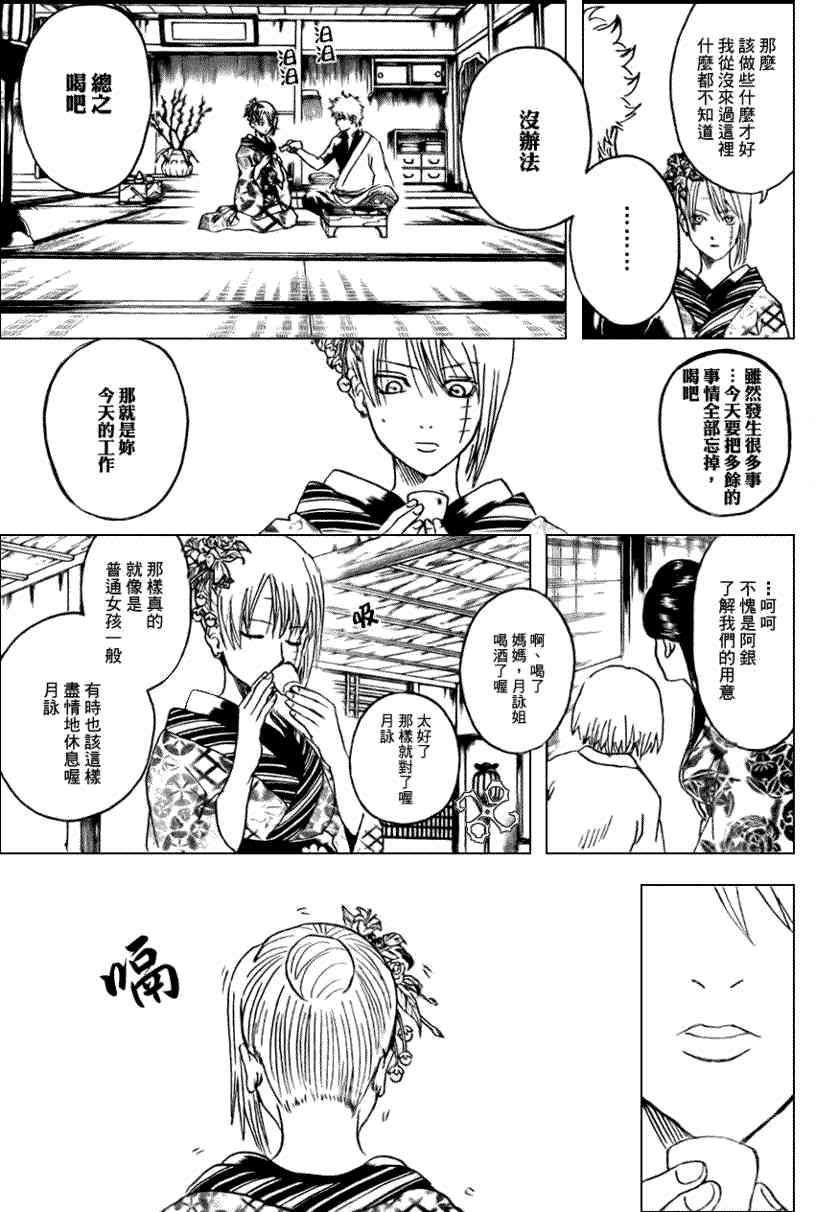 那麼
該做些什麼才好
我從沒來過這裡
什麼都不知道
………
沒辦法
汩汩
汩汩
總之
喝吧
雖然發生很多事
…今天要把多餘的
事情全部忘掉，
喝吧
那就是妳
今天的工作
…呵呵
不愧是阿銀
了解我們的用意
啊、喝了
媽媽，月詠姐
喝酒了喔
太好了
那樣就對了喔
月詠
吸
那樣真的
就像是
普通女孩一般
有時也該這樣
盡情地休息喔
月詠
嗝